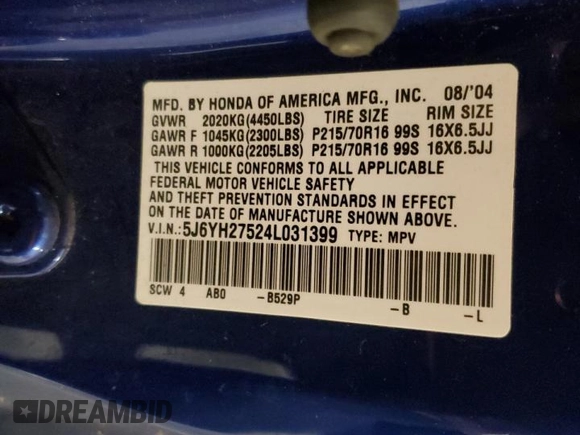 MFD. BY HONDA OF AMERICA MFG., INC. 08/'04
GVWR 2020KG(4450LBS) TIRE SIZE RIM SIZE
GAWR F 1045KG(2300LBS) P215/70R16 99S 16X6.5JJ
GAWR R 1000KG(2205LBS) P215/70R16 99S 16X6.5JJ
THIS VEHICLE CONFORMS TO ALL APPLICABLE
FEDERAL MOTOR VEHICLE SAFETY
AND THEFT PREVENTION STANDARDS IN EFFECT
ON THE DATE OF MANUFACTURE SHOWN ABOVE.
V.I.N.: 5J6YH27524L031399 TYPE: MPV
SCW 4 AB0 -B529P -B -L
DREAMBID